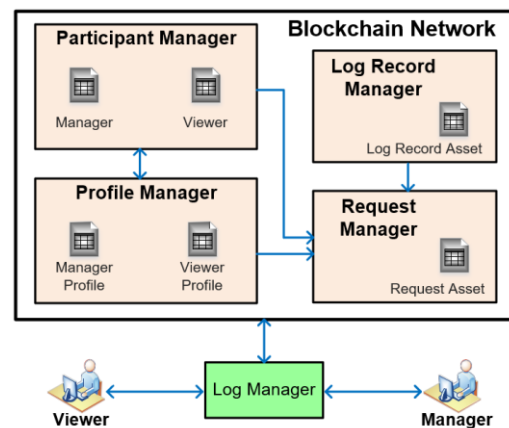 Blockchain Network
Participant Manager
Manager
Viewer
Log Record
Manager
Log Record Asset
Profile Manager
Manager
Profile
Viewer
Profile
Request
Manager
Request Asset
Log Manager
Viewer
Manager